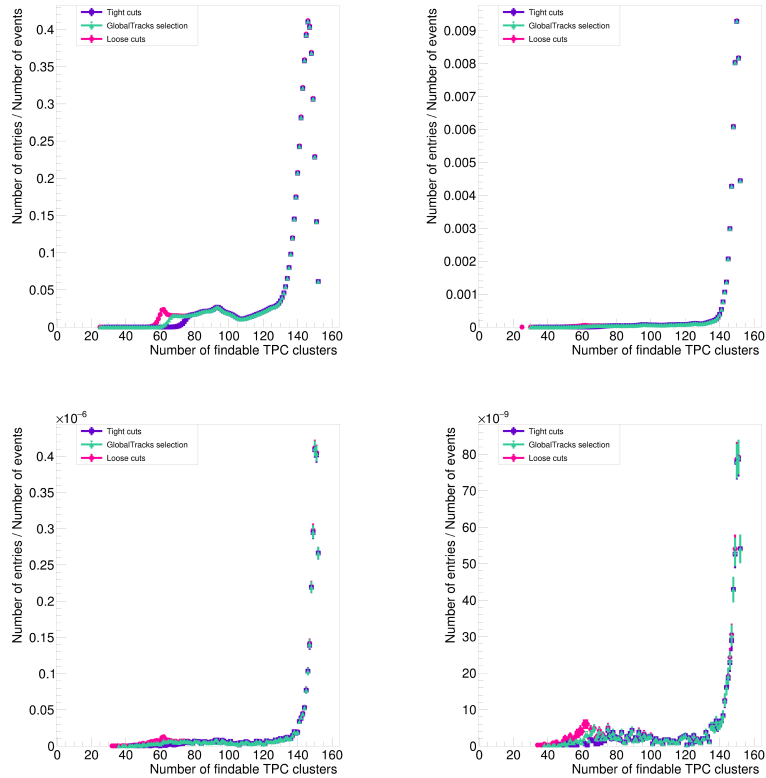 Tight cuts
GlobalTracks selection
Loose cuts
Number of entries / Number of events
0.4
0.35
0.3
0.25
0.2
0.15
0.1
0.05
0
0 20 40 60 80 100 120 140 160
Number of findable TPC clusters
Tight cuts
GlobalTracks selection
Loose cuts
Number of entries / Number of events
0.009
0.008
0.007
0.006
0.005
0.004
0.003
0.002
0.001
0
0 20 40 60 80 100 120 140 160
Number of findable TPC clusters
×10⁻⁶
Tight cuts
GlobalTracks selection
Loose cuts
Number of entries / Number of events
0.4
0.35
0.3
0.25
0.2
0.15
0.1
0.05
0
0 20 40 60 80 100 120 140 160
Number of findable TPC clusters
×10⁻⁹
Tight cuts
GlobalTracks selection
Loose cuts
Number of entries / Number of events
80
70
60
50
40
30
20
10
0
0 20 40 60 80 100 120 140 160
Number of findable TPC clusters